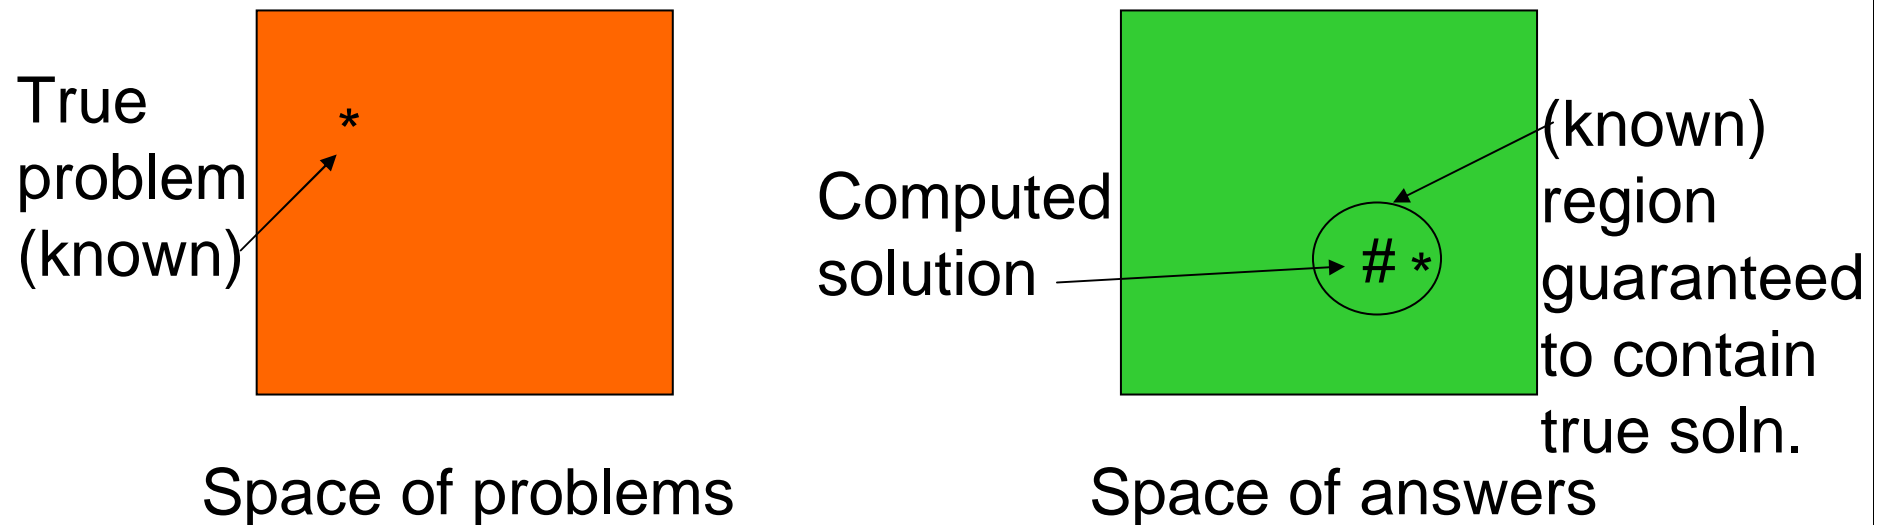 True
problem
(known)
*
Space of problems
Computed
solution
# *
(known)
region
guaranteed
to contain
true soln.
Space of answers